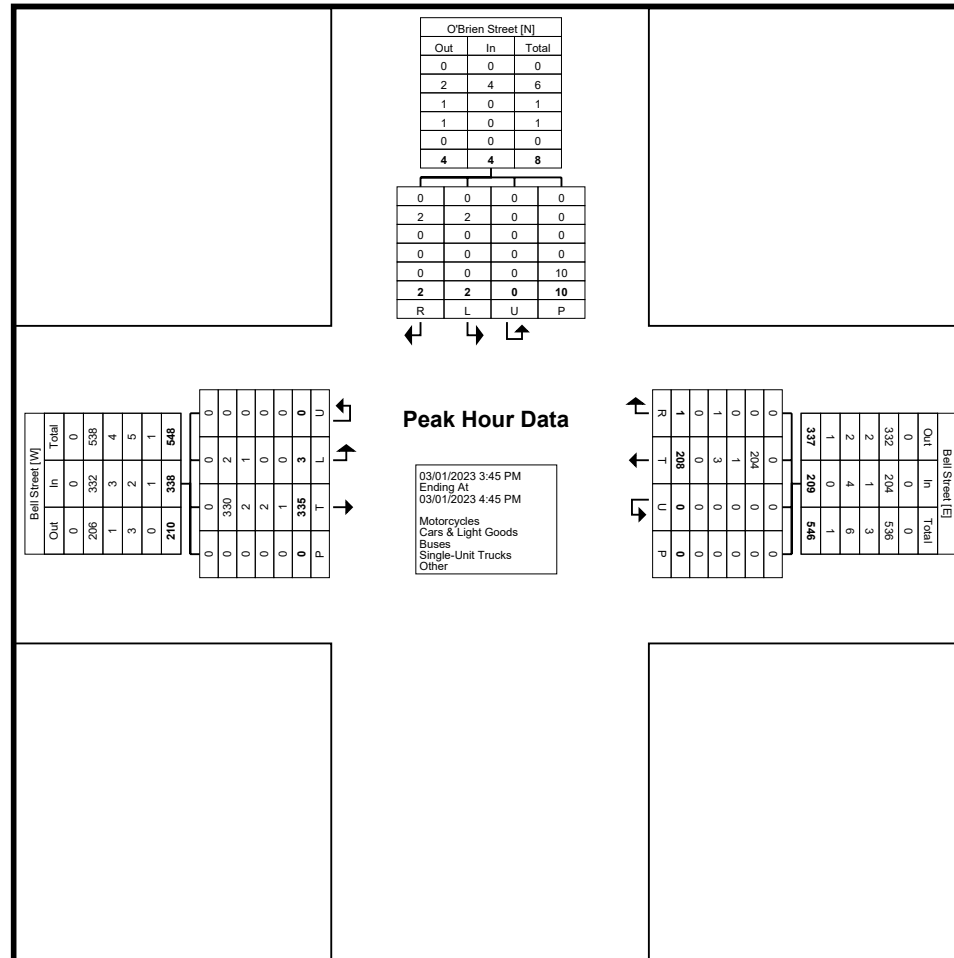 O'Brien Street [N]
Out In Total
0 0 0
2 4 6
1 0 1
1 0 1
0 0 0
4 4 8
0 0 0 0
2 2 0 0
0 0 0 0
0 0 0 0
0 0 0 10
2 2 0 10
R L U P
Bell Street [W]
Out In Total
0 0 0
206 332 538
1 3 4
3 2 5
0 1 1
210 338 548
0 0 0 0
0 330 2 0
0 2 1 0
0 2 0 0
0 1 0 0
0 335 3 0
P T L U
Peak Hour Data
03/01/2023 3:45 PM
Ending At
03/01/2023 4:45 PM
Motorcycles
Cars & Light Goods
Buses
Single-Unit Trucks
Other
Bell Street [E]
Out In Total
0 0 0
332 204 536
2 1 3
2 4 6
1 0 1
337 209 546
0 0 0 0
0 204 0 0
0 1 0 0
1 3 0 0
0 0 0 0
1 208 0 0
R T U P